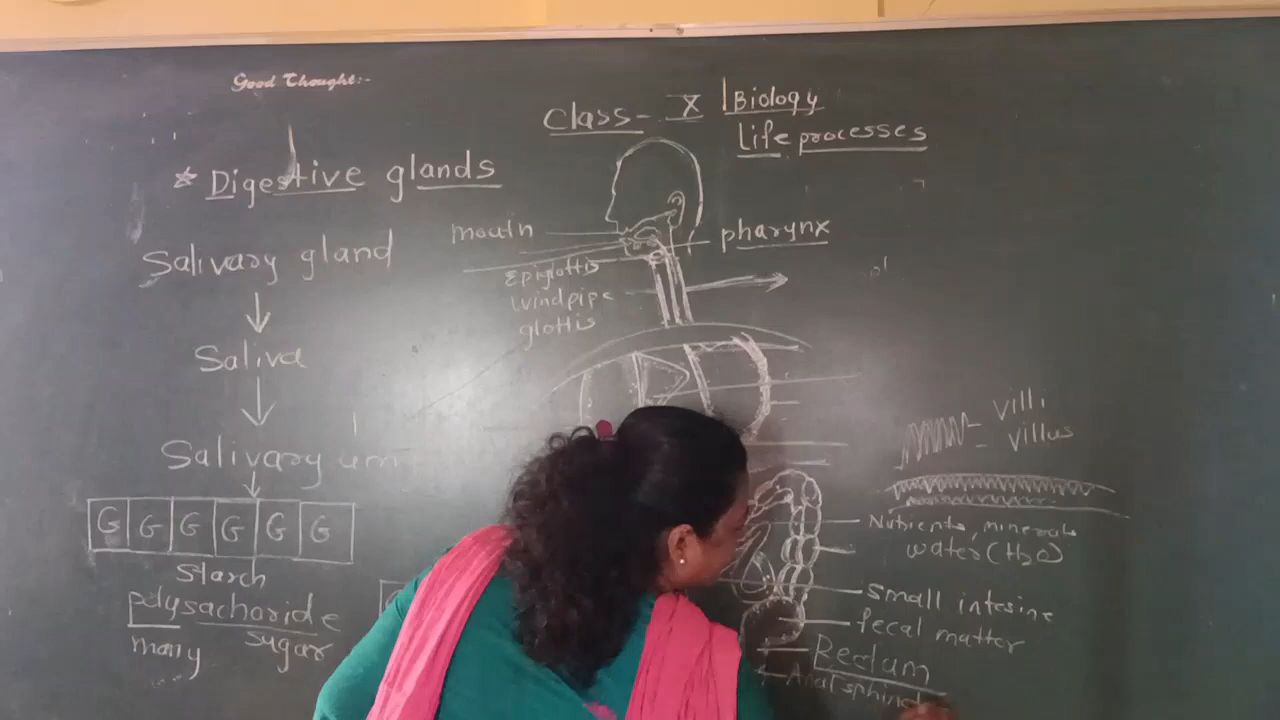 Good Thought:-
Class - X Biology
Life processes
* Digestive glands
Salivary gland
Saliva
Salivary
G G G G G G
Starch
polysacharide
many sugar
mouth
pharynx
Epiglottis
windpipe
glottis
villi
villus
Nutrients, minerals
water (H2O)
small intesine
fecal matter
Rectum
Anal sphinct